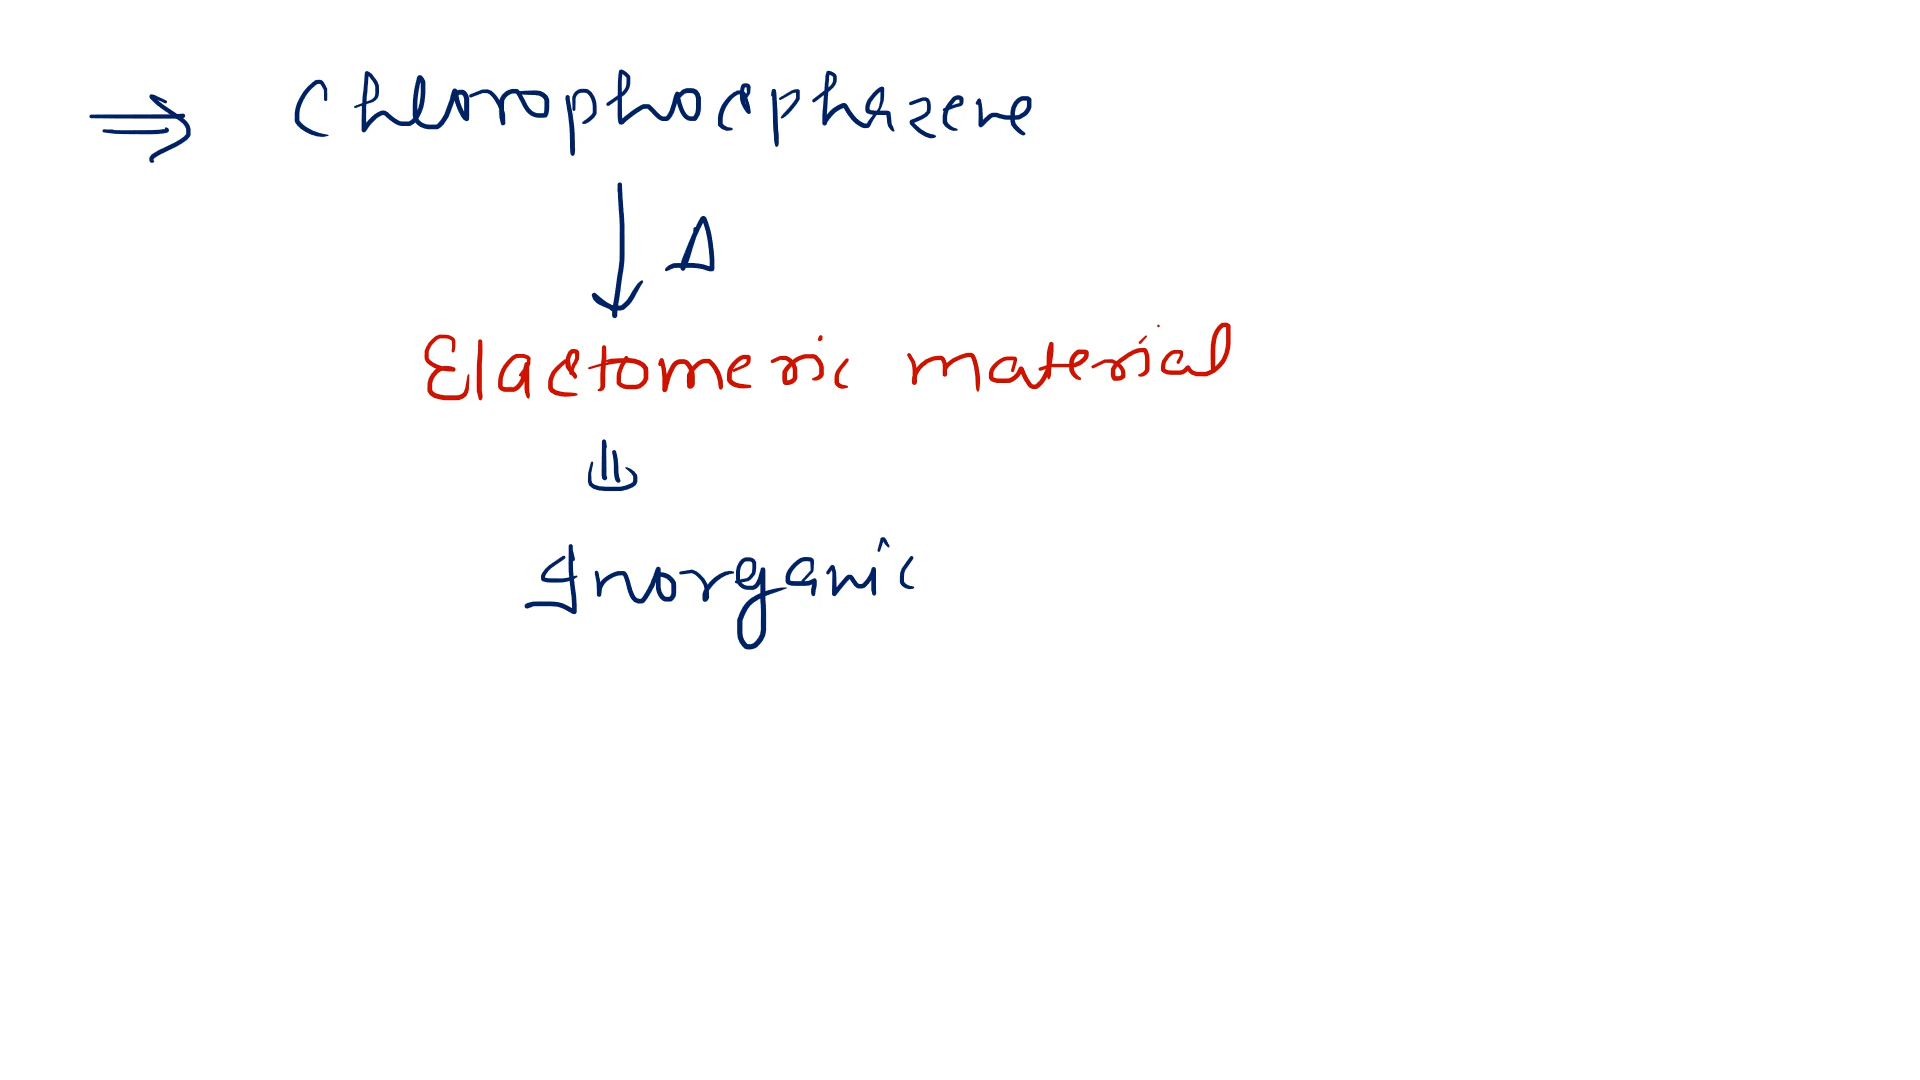 ⇒ Chlorophosphazene
↓ Δ
Elastomeric material
⇓
Inorganic